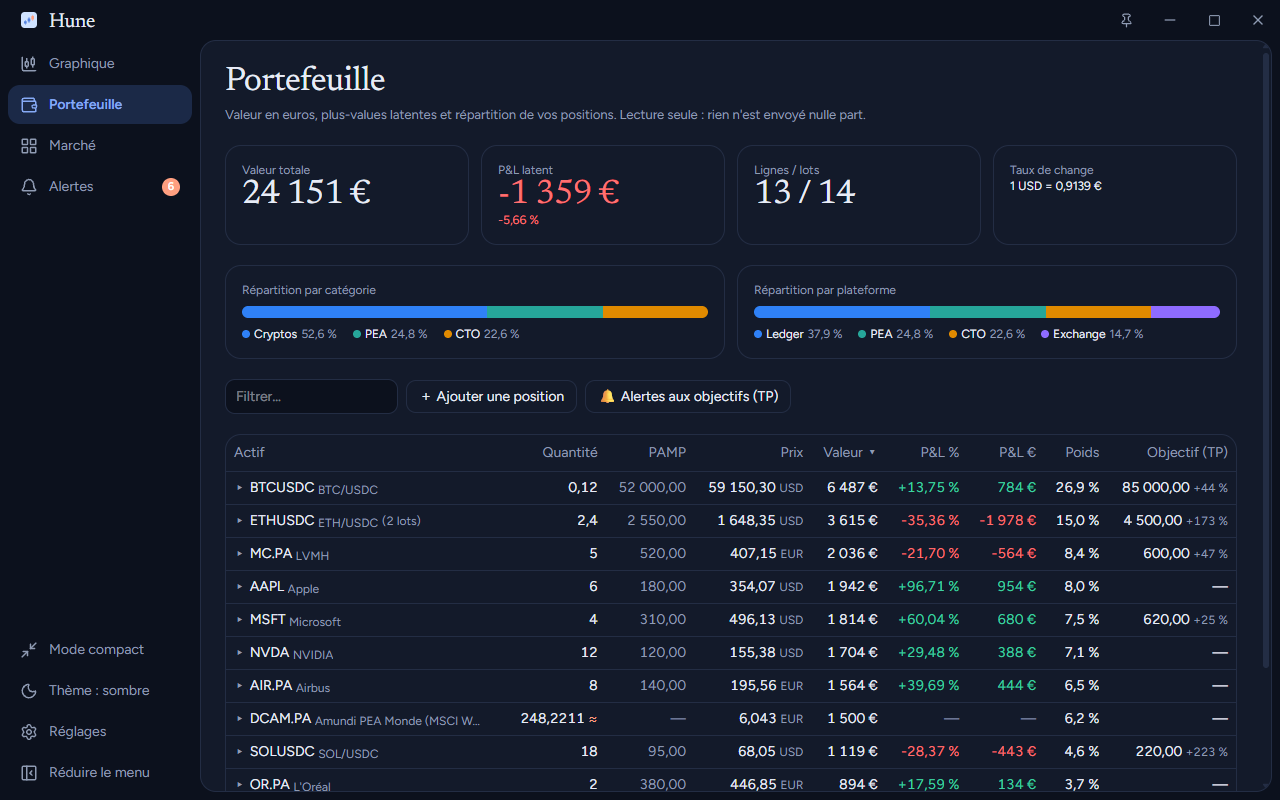 Hune
Graphique
Portefeuille
Marché
Alertes 6
Mode compact
Thème : sombre
Réglages
Réduire le menu
Portefeuille
Valeur en euros, plus-values latentes et répartition de vos positions. Lecture seule : rien n'est envoyé nulle part.
Valeur totale
24 151 €
P&L latent
-1 359 €
-5,66 %
Lignes / lots
13 / 14
Taux de change
1 USD = 0,9139 €
Répartition par catégorie
Cryptos 52,6 % PEA 24,8 % CTO 22,6 %
Répartition par plateforme
Ledger 37,9 % PEA 24,8 % CTO 22,6 % Exchange 14,7 %
Filtrer... + Ajouter une position 🔔 Alertes aux objectifs (TP)
Actif Quantité PAMP Prix Valeur ▼ P&L % P&L € Poids Objectif (TP)
▸ BTCUSDC BTC/USDC 0,12 52 000,00 59 150,30 USD 6 487 € +13,75 % 784 € 26,9 % 85 000,00 +44 %
▸ ETHUSDC ETH/USDC (2 lots) 2,4 2 550,00 1 648,35 USD 3 615 € -35,36 % -1 978 € 15,0 % 4 500,00 +173 %
▸ MC.PA LVMH 5 520,00 407,15 EUR 2 036 € -21,70 % -564 € 8,4 % 600,00 +47 %
▸ AAPL Apple 6 180,00 354,07 USD 1 942 € +96,71 % 954 € 8,0 % —
▸ MSFT Microsoft 4 310,00 496,13 USD 1 814 € +60,04 % 680 € 7,5 % 620,00 +25 %
▸ NVDA NVIDIA 12 120,00 155,38 USD 1 704 € +29,48 % 388 € 7,1 % —
▸ AIR.PA Airbus 8 140,00 195,56 EUR 1 564 € +39,69 % 444 € 6,5 % —
▸ DCAM.PA Amundi PEA Monde (MSCI W... 248,2211 ≈ — 6,043 EUR 1 500 € — — 6,2 % —
▸ SOLUSDC SOL/USDC 18 95,00 68,05 USD 1 119 € -28,37 % -443 € 4,6 % 220,00 +223 %
▸ OR.PA L'Oréal 2 380,00 446,85 EUR 894 € +17,59 % 134 € 3,7 % —